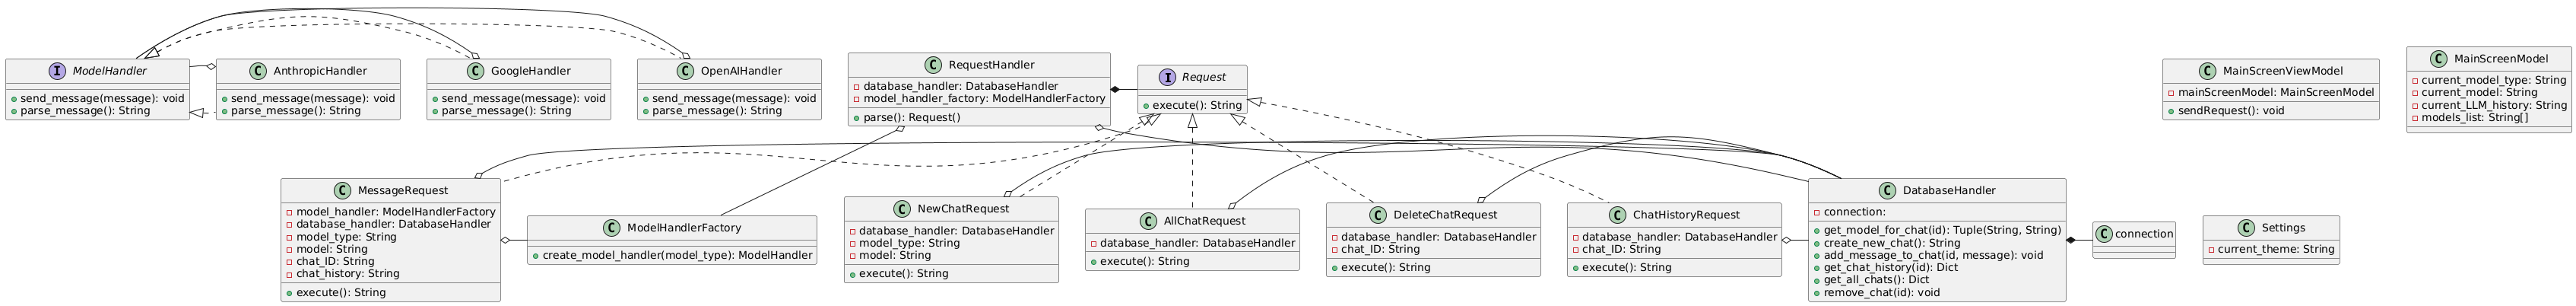 I ModelHandler
send_message(message): void
parse_message(): String
C AnthropicHandler
send_message(message): void
parse_message(): String
C GoogleHandler
send_message(message): void
parse_message(): String
C OpenAIHandler
send_message(message): void
parse_message(): String
C RequestHandler
database_handler: DatabaseHandler
model_handler_factory: ModelHandlerFactory
parse(): Request()
I Request
execute(): String
C MainScreenViewModel
mainScreenModel: MainScreenModel
sendRequest(): void
C MainScreenModel
current_model_type: String
current_model: String
current_LLM_history: String
models_list: String[]
C MessageRequest
model_handler: ModelHandlerFactory
database_handler: DatabaseHandler
model_type: String
model: String
chat_ID: String
chat_history: String
execute(): String
C ModelHandlerFactory
create_model_handler(model_type): ModelHandler
C NewChatRequest
database_handler: DatabaseHandler
model_type: String
model: String
execute(): String
C AllChatRequest
database_handler: DatabaseHandler
execute(): String
C DeleteChatRequest
database_handler: DatabaseHandler
chat_ID: String
execute(): String
C ChatHistoryRequest
database_handler: DatabaseHandler
chat_ID: String
execute(): String
C DatabaseHandler
connection:
get_model_for_chat(id): Tuple(String, String)
create_new_chat(): String
add_message_to_chat(id, message): void
get_chat_history(id): Dict
get_all_chats(): Dict
remove_chat(id): void
C connection
C Settings
current_theme: String